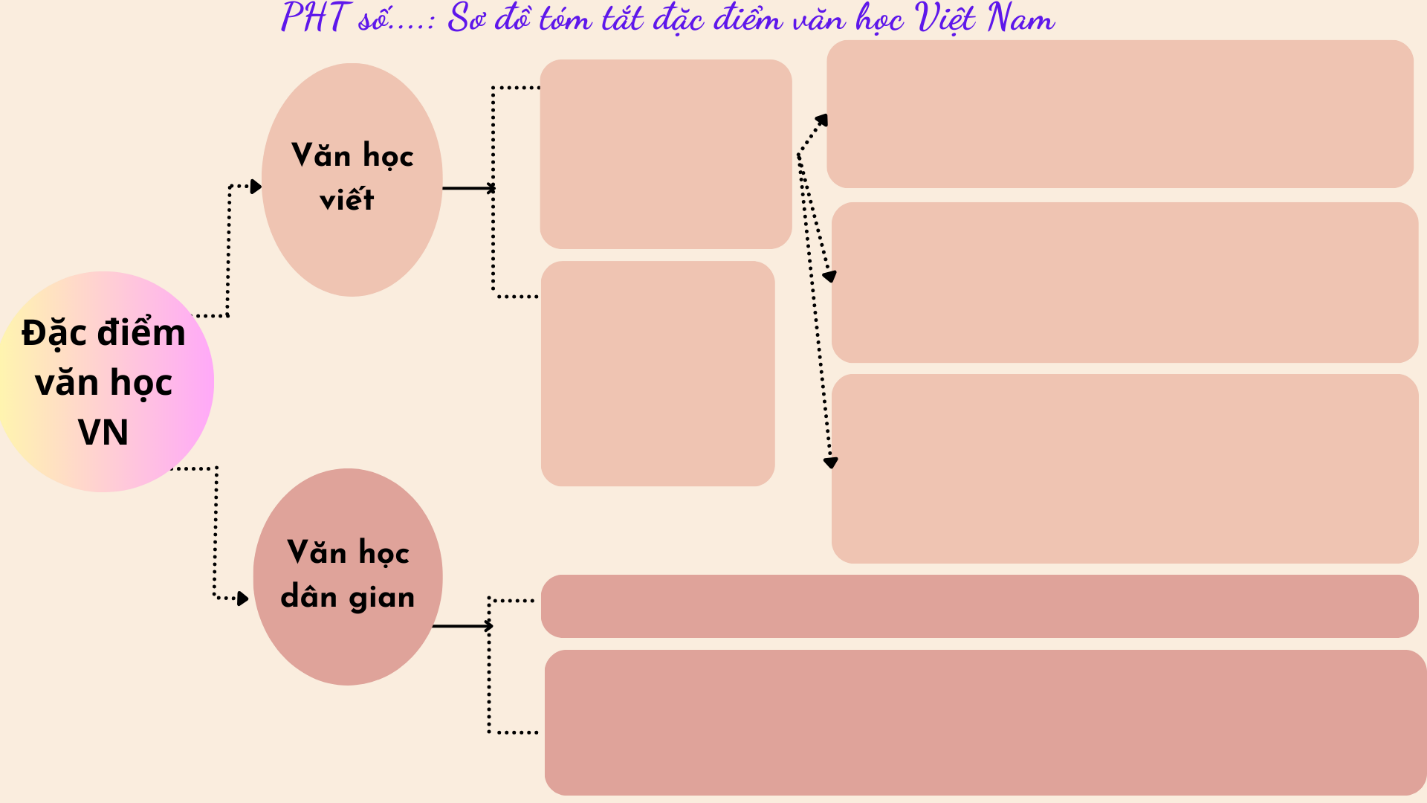 PHT số....: Sơ đồ tóm tắt đặc điểm văn học Việt Nam
Văn học
viết
Đặc điểm
văn học
VN
Văn học
dân gian